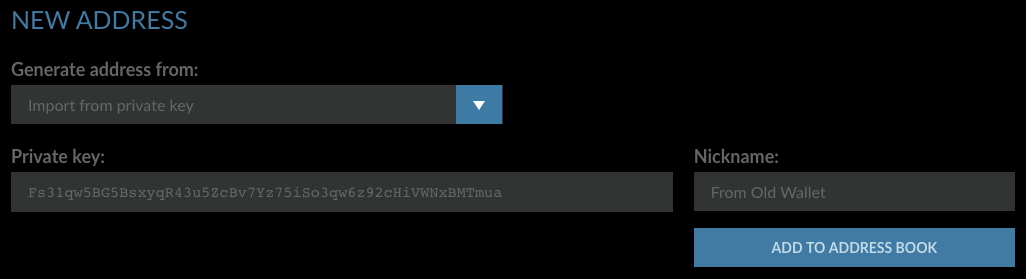 NEW ADDRESS
Generate address from:
Import from private key
Private key:
Fs31qw5BG5BsxyqR43u5ZcBv7Yz75iSo3qw6z92cHiVWNxBMTmua
Nickname:
From Old Wallet
ADD TO ADDRESS BOOK